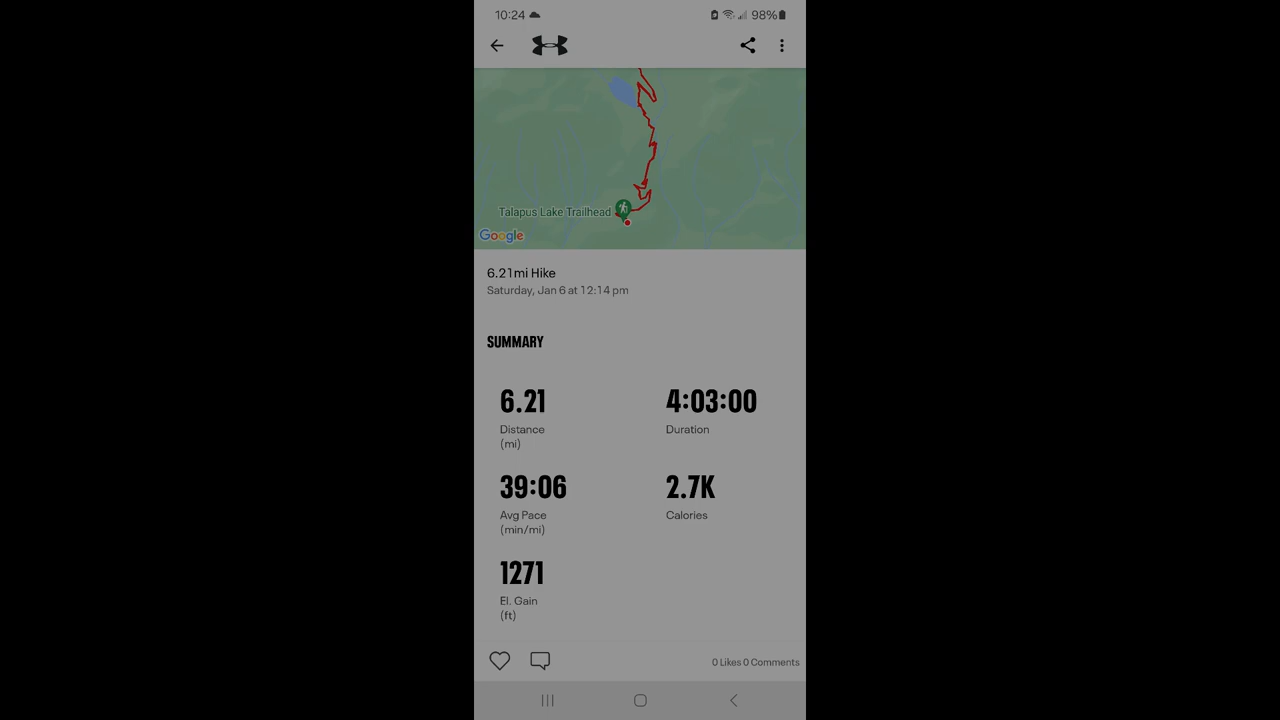 10:24
98%
Talapus Lake Trailhead
Google
6.21mi Hike
Saturday, Jan 6 at 12:14 pm
SUMMARY
6.21
4:03:00
Distance
Duration
(mi)
39:06
2.7K
Avg Pace
Calories
(min/mi)
1271
El. Gain
(ft)
0 Likes 0 Comments